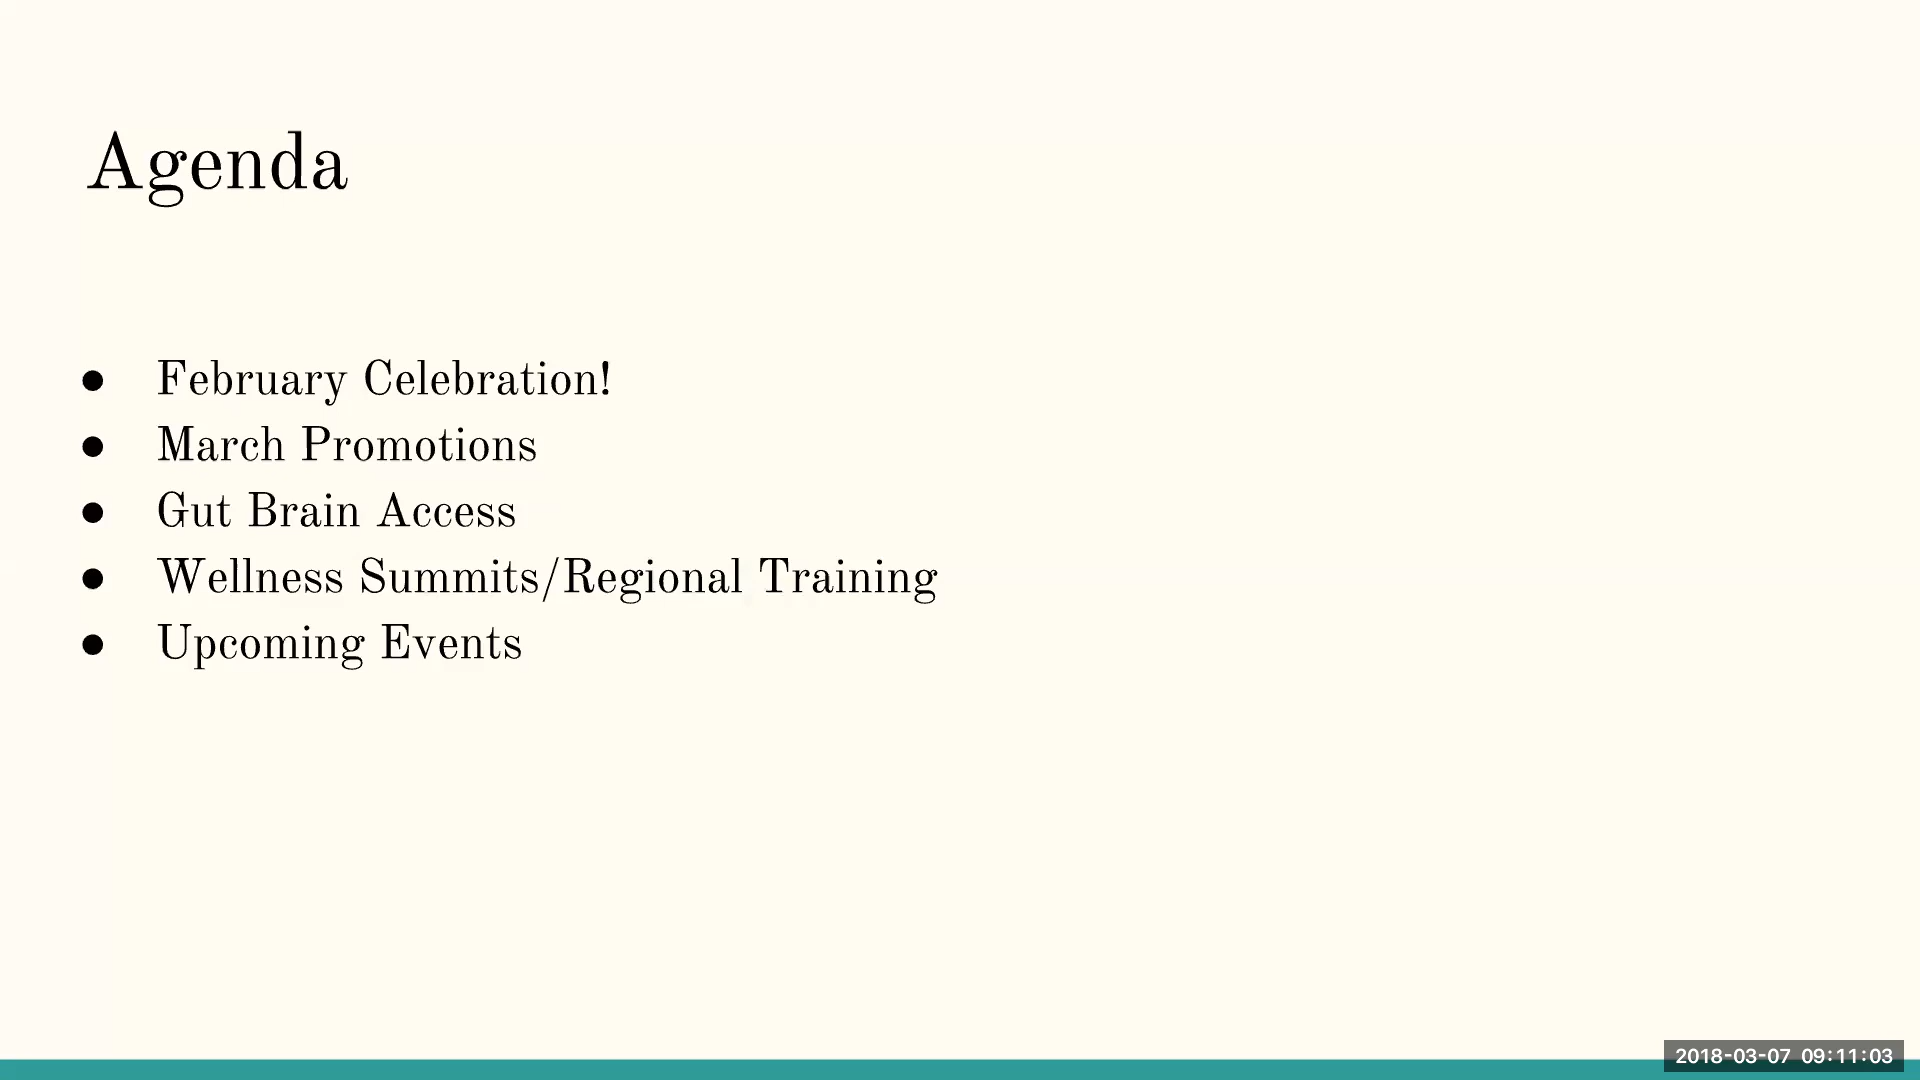 Agenda
● February Celebration!
● March Promotions
● Gut Brain Access
● Wellness Summits/Regional Training
● Upcoming Events
2018-03-07 09:11:03